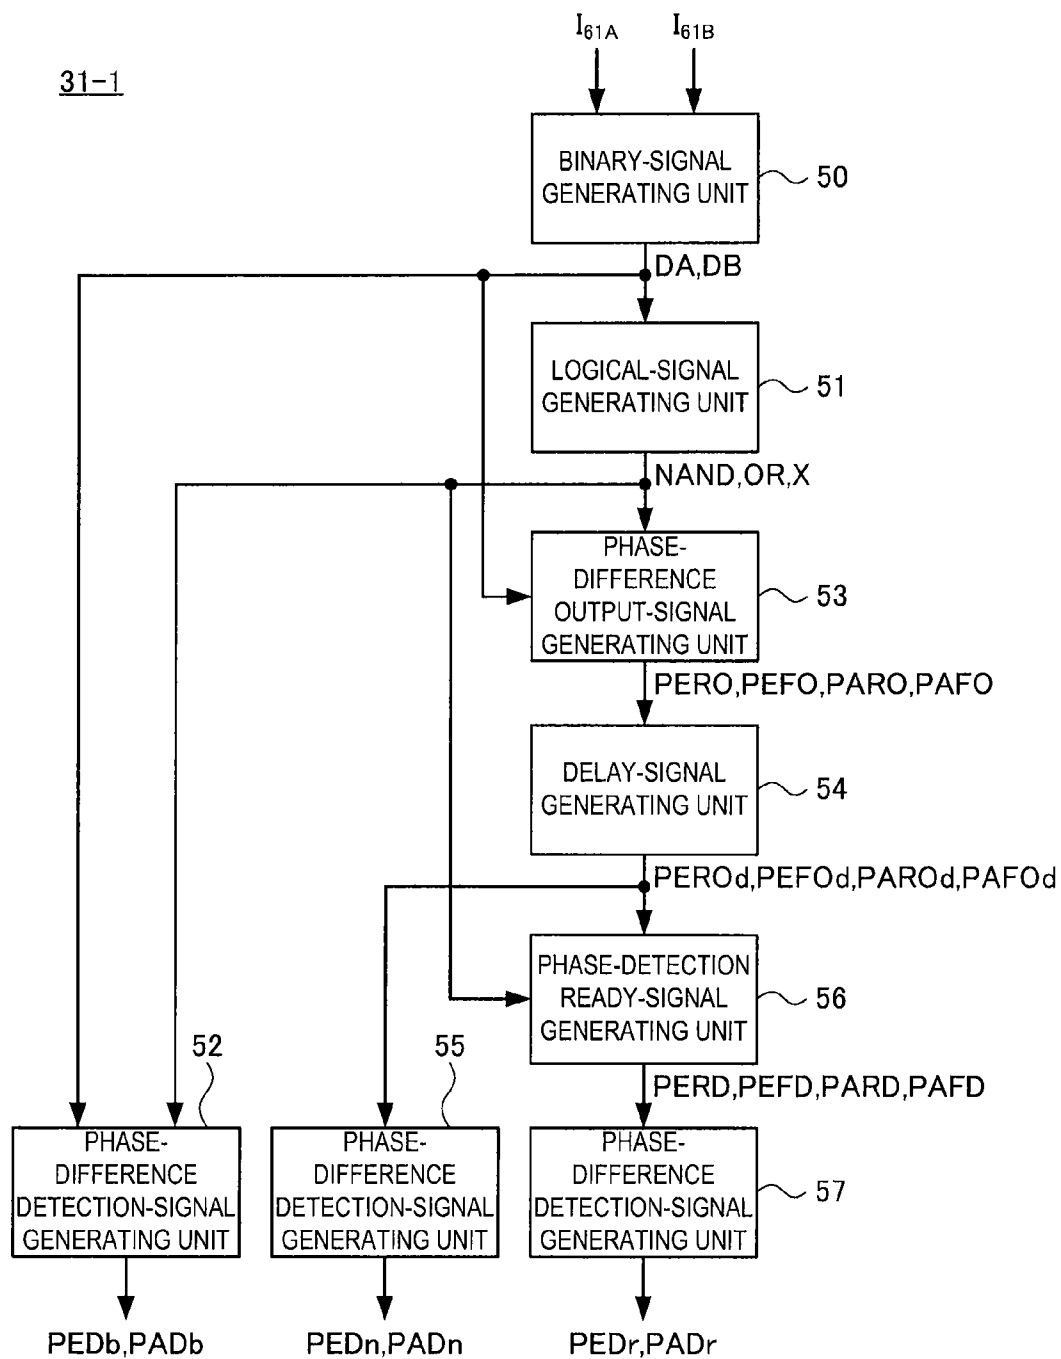 I61A
I61B
31-1
BINARY-SIGNAL
GENERATING UNIT
50
DA,DB
LOGICAL-SIGNAL
GENERATING UNIT
51
NAND,OR,X
PHASE-
DIFFERENCE
OUTPUT-SIGNAL
GENERATING UNIT
53
PERO,PEFO,PARO,PAFO
DELAY-SIGNAL
GENERATING UNIT
54
PEROd,PEFOd,PAROd,PAFOd
PHASE-DETECTION
READY-SIGNAL
GENERATING UNIT
56
PERD,PEFD,PARD,PAFD
52
PHASE-
DIFFERENCE
DETECTION-SIGNAL
GENERATING UNIT
55
PHASE-
DIFFERENCE
DETECTION-SIGNAL
GENERATING UNIT
PHASE-
DIFFERENCE
DETECTION-SIGNAL
GENERATING UNIT
57
PEDb,PADb
PEDn,PADn
PEDr,PADr